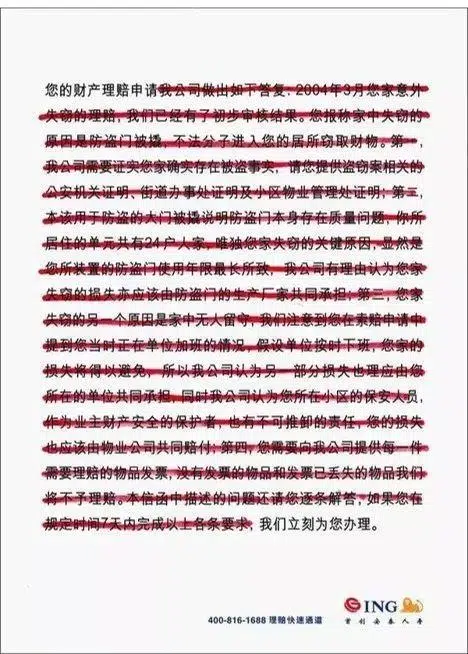 您的财产理赔申请我公司做出如下答复：2004年3月您家意外
失窃的理赔，我们已经有了初步审核结果。您报称家中失窃的
原因是防盗门被撬，不法分子进入您的居所窃取财物。第一，
我公司需要证实您家确实存在被盗事实，请您提供盗窃案相关的
公安机关证明、街道办事处证明及小区物业管理处证明；第二，
本该用于防盗的大门被撬说明防盗门本身存在质量问题，你所
居住的单元共有24户人家，唯独您家失窃的关键原因，显然是
您所装置的防盗门使用年限最长所致，我公司有理由认为您家
失窃的损失亦应该由防盗门的生产厂家共同承担；第三，您家
失窃的另一个原因是家中无人留守，我们注意到您在索赔申请中
提到您当时正在单位加班的情况，假设单位按时下班，您家的
损失将得以避免，所以我公司认为另一部分损失也理应由您
所在的单位共同承担，同时我公司认为您所在小区的保安人员，
作为业主财产安全的保护者，也有不可推卸的责任，您的损失
也应该由物业公司共同赔付；第四，您需要向我公司提供每一件
需要理赔的物品发票，没有发票的物品和发票已丢失的物品我们
将不予理赔。本信函中描述的问题还请您逐条解答，如果您在
规定时间7天内完成以上各条要求，我们立刻为您办理。
400-816-1688 理赔快速通道
ING
首创安泰人寿